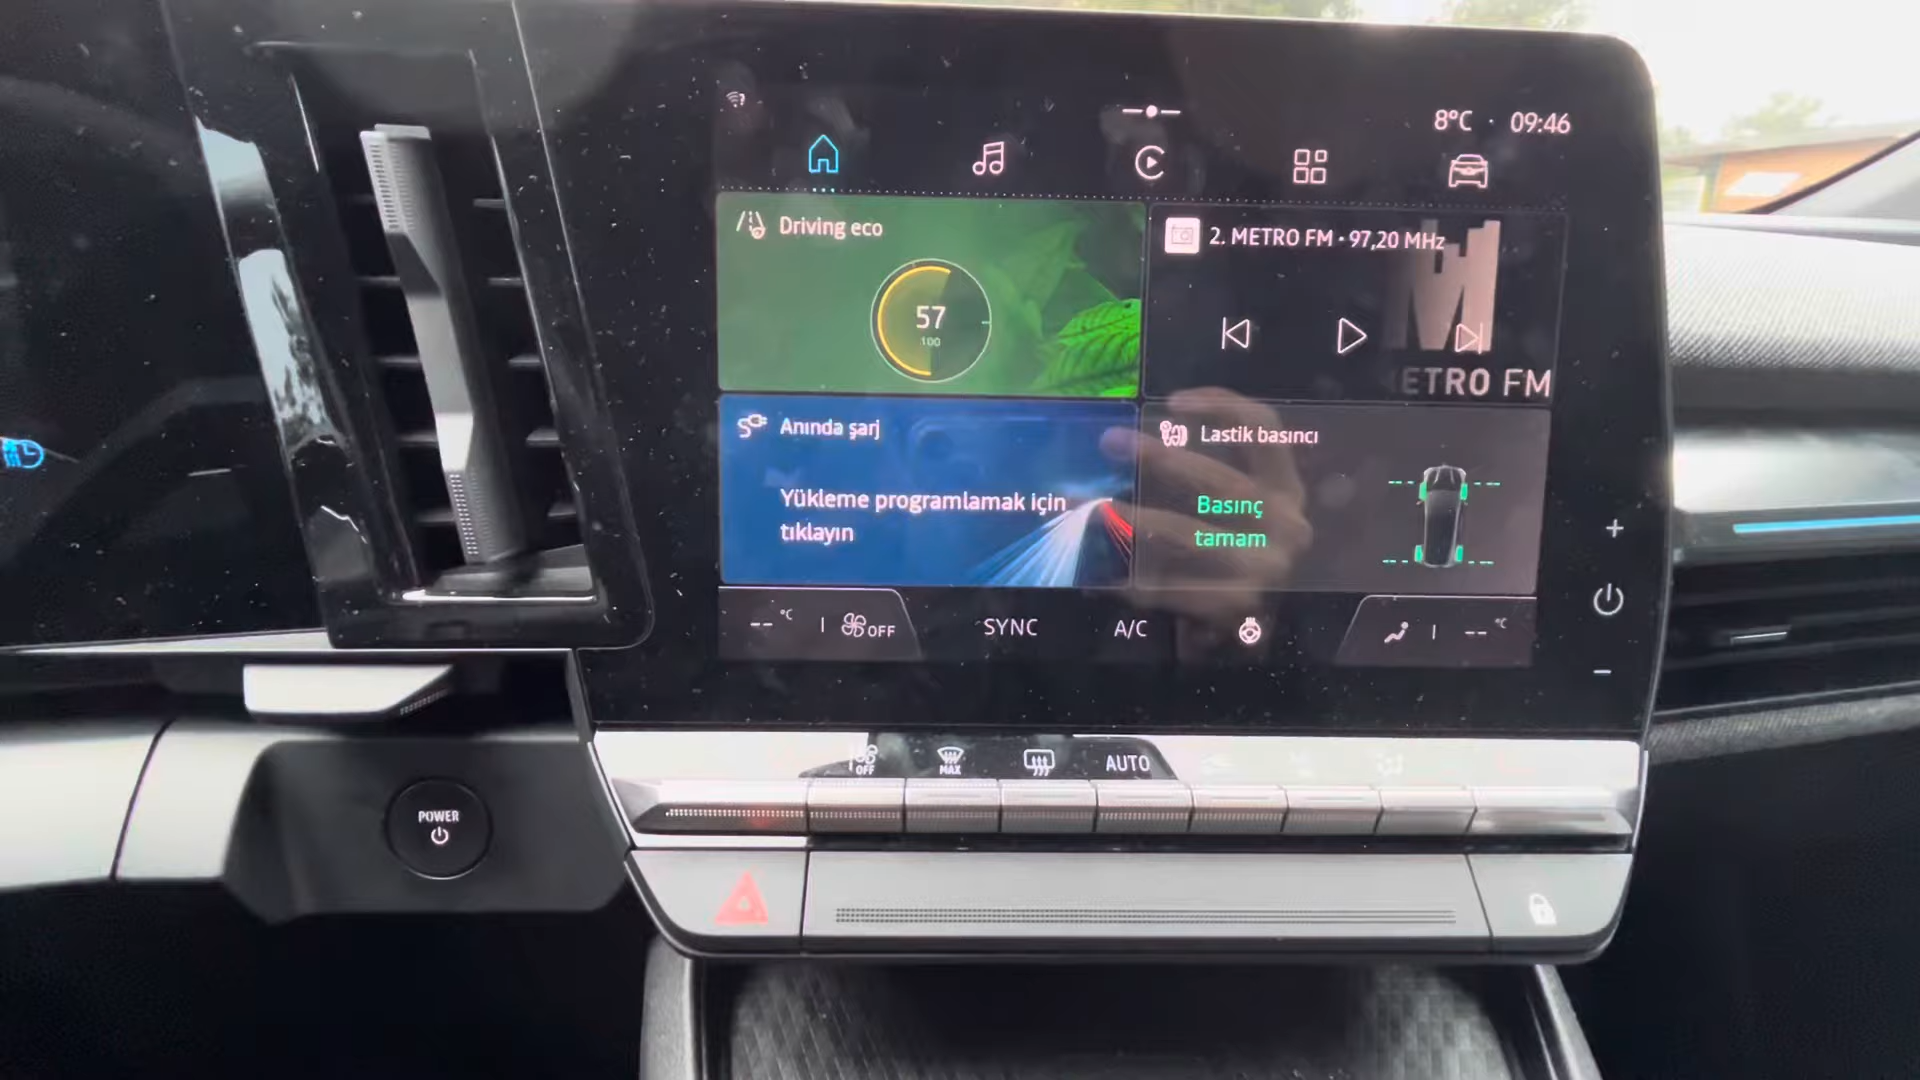 8°C · 09:46
Driving eco
57
100
2. METRO FM • 97,20 MHz
METRO FM
Anında şarj
Yükleme programlamak için
tıklayın
Lastik basıncı
Basınç
tamam
-- °C | OFF
SYNC
A/C
| -- °C
+
−
OFF
MAX
AUTO
POWER